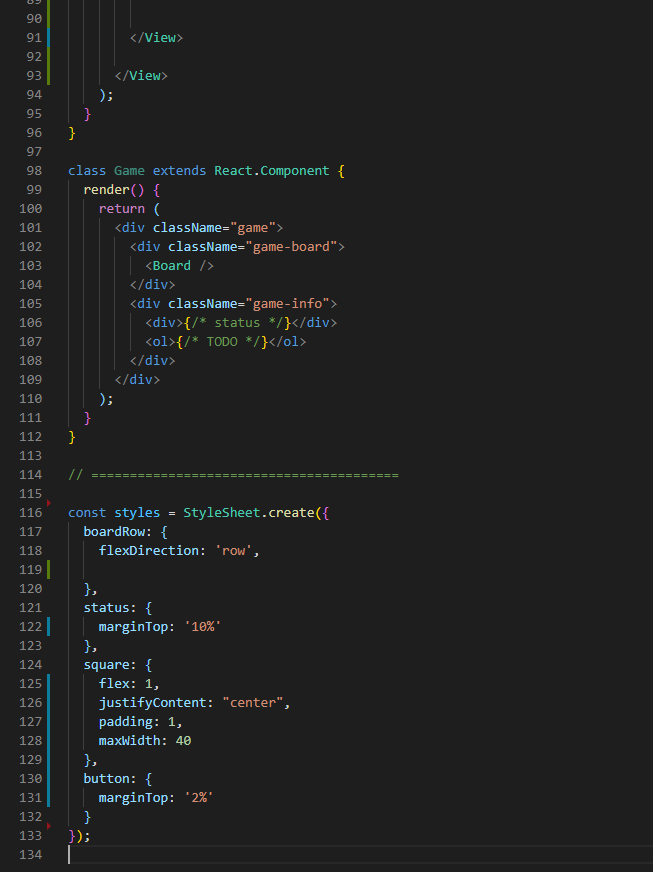 89
90
91 </View>
92
93 </View>
94 );
95 }
96 }
97
98 class Game extends React.Component {
99 render() {
100 return (
101 <div className="game">
102 <div className="game-board">
103 <Board />
104 </div>
105 <div className="game-info">
106 <div>{/* status */}</div>
107 <ol>{/* TODO */}</ol>
108 </div>
109 </div>
110 );
111 }
112 }
113
114 // ========================================
115
116 const styles = StyleSheet.create({
117 boardRow: {
118 flexDirection: 'row',
119
120 },
121 status: {
122 marginTop: '10%'
123 },
124 square: {
125 flex: 1,
126 justifyContent: "center",
127 padding: 1,
128 maxWidth: 40
129 },
130 button: {
131 marginTop: '2%'
132 }
133 });
134